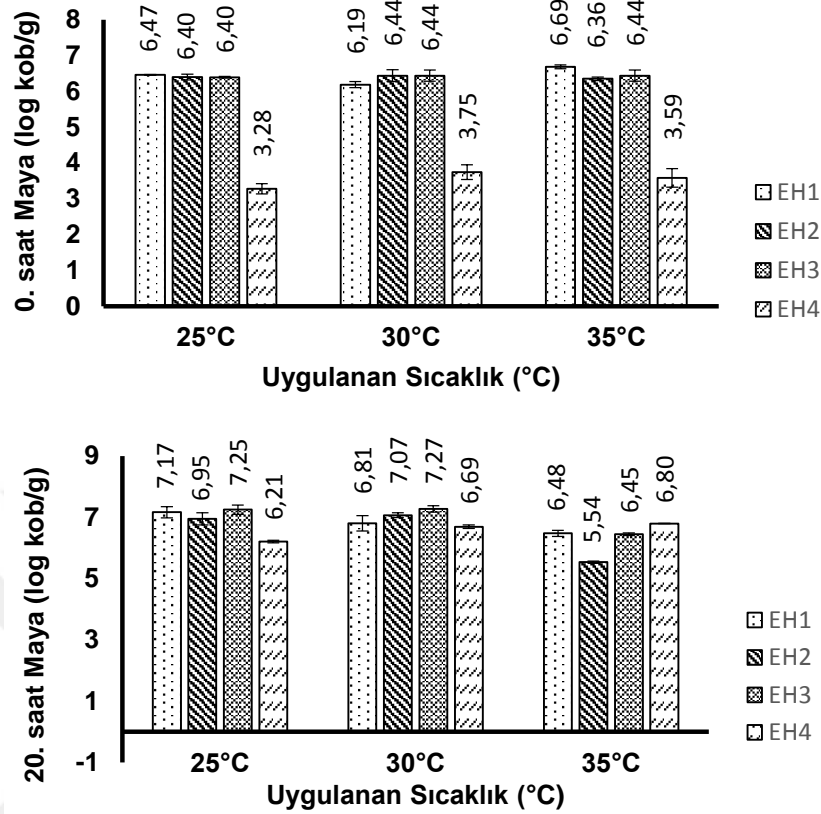 0. saat Maya (log kob/g)
8
7
6
5
4
3
2
1
0
6,47
6,40
6,40
3,28
6,19
6,44
6,44
3,75
6,69
6,36
6,44
3,59
25°C
30°C
35°C
Uygulanan Sıcaklık (°C)
EH1
EH2
EH3
EH4
20. saat Maya (log kob/g)
9
7
5
3
1
-1
7,17
6,95
7,25
6,21
6,81
7,07
7,27
6,69
6,48
5,54
6,45
6,80
25°C
30°C
35°C
Uygulanan Sıcaklık (°C)
EH1
EH2
EH3
EH4